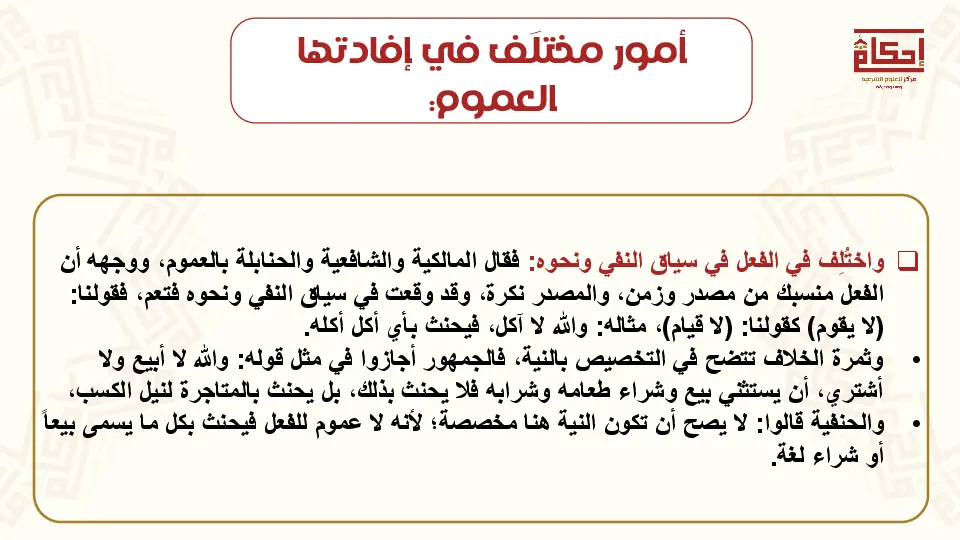 أمور مختلَف في إفادتها
العموم:
إحكام
مركز للعلوم الشرعية
❑ واختُلِف في الفعل في سياق النفي ونحوه: فقال المالكية والشافعية والحنابلة بالعموم، ووجهه أن
الفعل منسبك من مصدر وزمن، والمصدر نكرة، وقد وقعت في سياق النفي ونحوه فتعم، فقولنا:
(لا يقوم) كقولنا: (لا قيام)، مثاله: والله لا آكل، فيحنث بأي أكل أكله.
• وثمرة الخلاف تتضح في التخصيص بالنية، فالجمهور أجازوا في مثل قوله: والله لا أبيع ولا
أشتري، أن يستثني بيع وشراء طعامه وشرابه فلا يحنث بذلك، بل يحنث بالمتاجرة لنيل الكسب،
• والحنفية قالوا: لا يصح أن تكون النية هنا مخصصة؛ لأنه لا عموم للفعل فيحنث بكل ما يسمى بيعاً
أو شراء لغة.